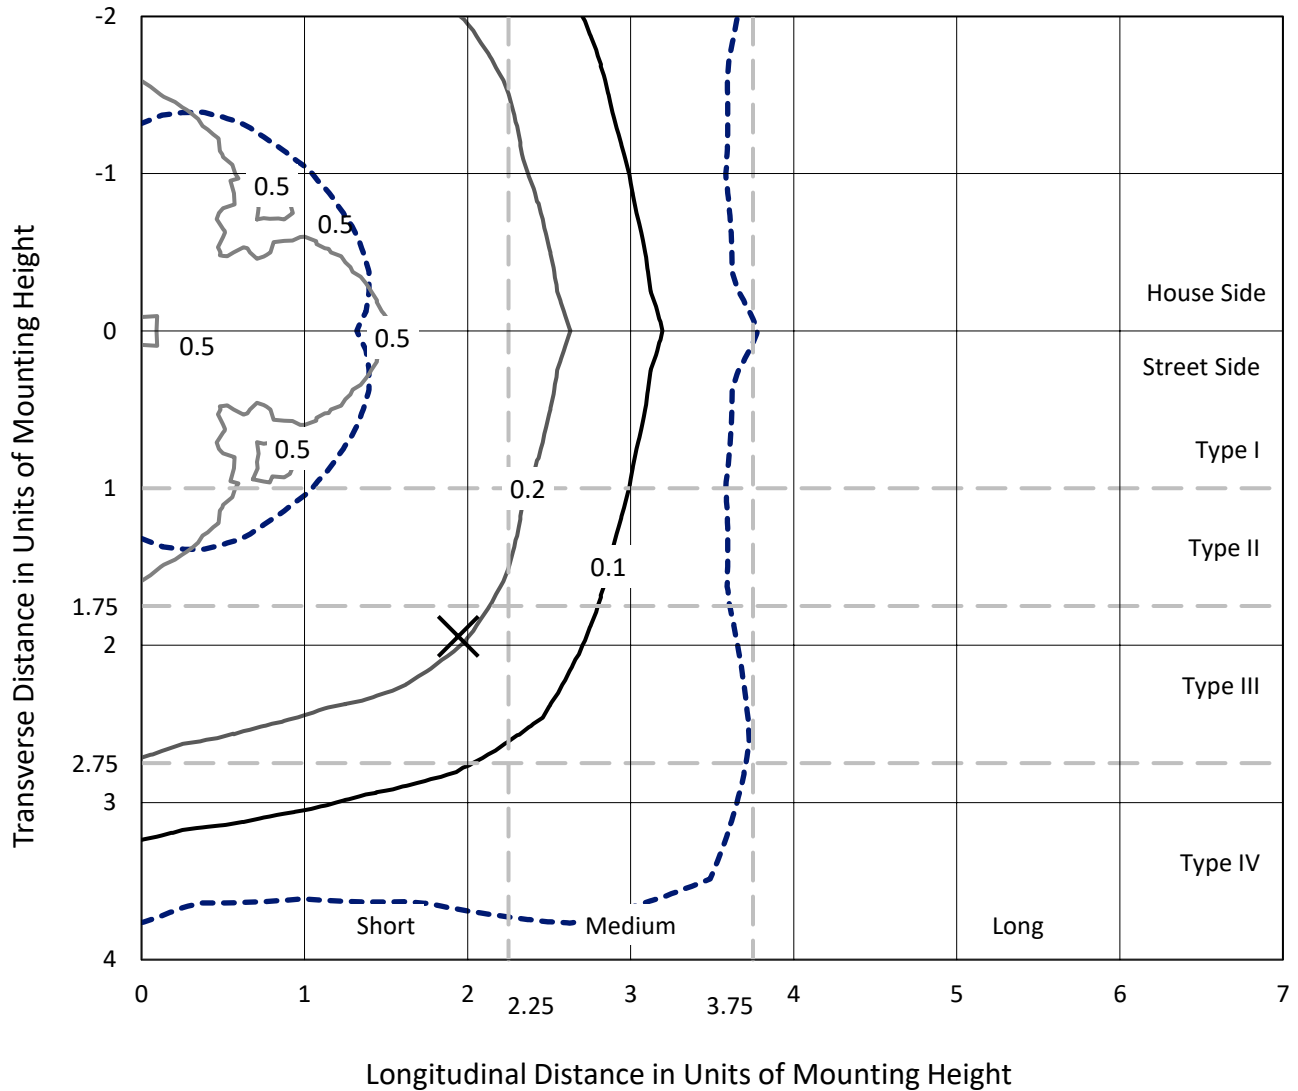 -2
-1
0.5
0.5
House Side
0
0.5
0.5
Street Side
0.5
Type I
1
0.2
Type II
0.1
1.75
2
Type III
2.75
3
Type IV
Short
Medium
Long
4
0
1
2
2.25
3
3.75
4
5
6
7
Transverse Distance in Units of Mounting Height
Longitudinal Distance in Units of Mounting Height